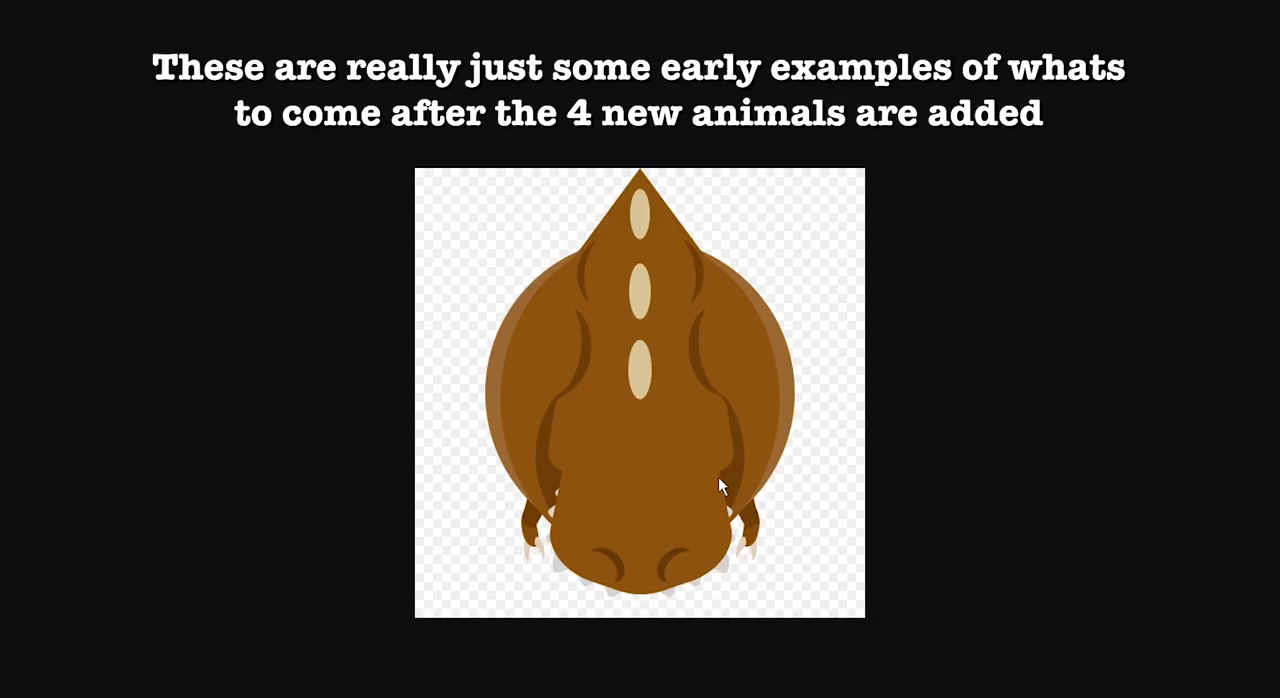 These are really just some early examples of whats
to come after the 4 new animals are added